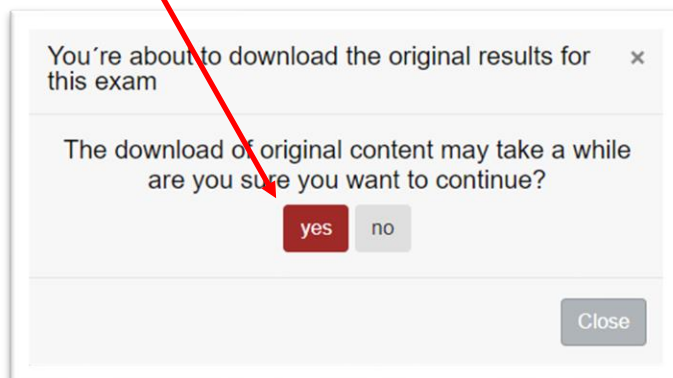 You´re about to download the original results for ×
this exam
The download of original content may take a while
are you sure you want to continue?
yes no
Close